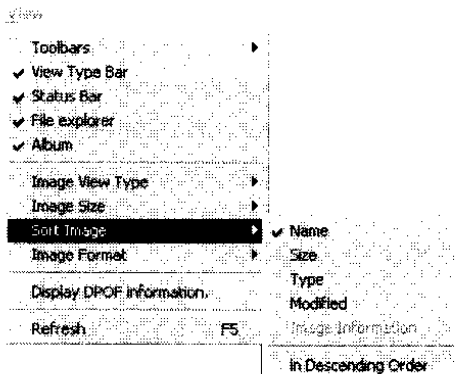 View
Toolbars
View Type Bar
Status Bar
File explorer
Album
Image View Type
Image Size
Sort Image
Image Format
Display DPOF information.
Refresh F5
Name
Size
Type
Modified
Image Information
In Descending Order